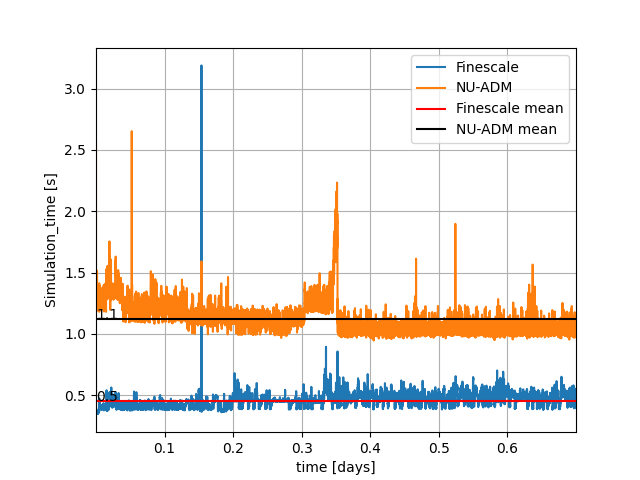 Finescale
NU-ADM
Finescale mean
NU-ADM mean
3.0
2.5
2.0
1.5
1.0
0.5
Simulation_time [s]
1.1
0.5
0.1 0.2 0.3 0.4 0.5 0.6
time [days]